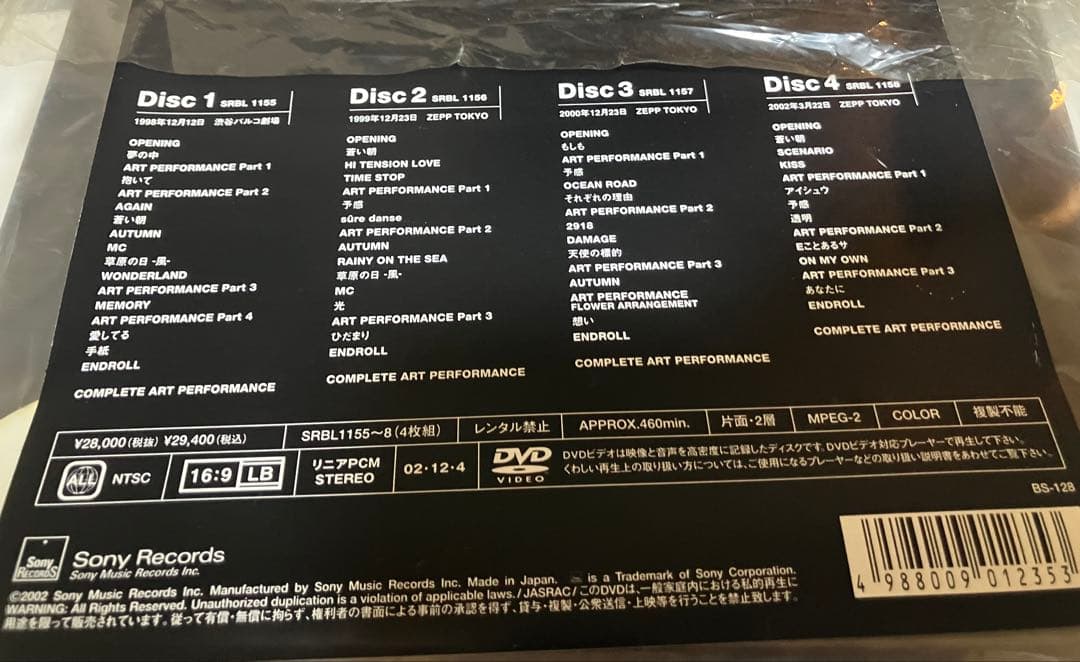 Disc 1 SRBL 1155
1998年12月12日 渋谷パルコ劇場
OPENING
夢の中
ART PERFORMANCE Part 1
抱いて
ART PERFORMANCE Part 2
AGAIN
蒼い朝
AUTUMN
MC
草原の日 -風-
WONDERLAND
ART PERFORMANCE Part 3
MEMORY
ART PERFORMANCE Part 4
愛してる
手紙
ENDROLL
COMPLETE ART PERFORMANCE
Disc 2 SRBL 1156
1999年12月23日 ZEPP TOKYO
OPENING
蒼い朝
HI TENSION LOVE
TIME STOP
ART PERFORMANCE Part 1
予感
sûre danse
ART PERFORMANCE Part 2
AUTUMN
RAINY ON THE SEA
草原の日 -風-
MC
光
ART PERFORMANCE Part 3
ひだまり
ENDROLL
COMPLETE ART PERFORMANCE
Disc 3 SRBL 1157
2000年12月23日 ZEPP TOKYO
OPENING
もしも
ART PERFORMANCE Part 1
予感
OCEAN ROAD
それぞれの理由
ART PERFORMANCE Part 2
2918
DAMAGE
天使の標的
ART PERFORMANCE Part 3
AUTUMN
ART PERFORMANCE
FLOWER ARRANGEMENT
想い
ENDROLL
COMPLETE ART PERFORMANCE
Disc 4 SRBL 1158
2002年3月22日 ZEPP TOKYO
OPENING
蒼い朝
SCENARIO
KISS
ART PERFORMANCE Part 1
アイシュウ
予感
透明
ART PERFORMANCE Part 2
Eことあるサ
ON MY OWN
ART PERFORMANCE Part 3
あなたに
ENDROLL
COMPLETE ART PERFORMANCE
¥28,000(税抜) ¥29,400(税込) SRBL1155~8(4枚組) レンタル禁止 APPROX.460min. 片面・2層 MPEG-2 COLOR 複製不能
ALL NTSC 16:9 LB リニアPCM STEREO 02・12・4 DVD VIDEO
DVDビデオは映像と音声を高密度に記録したディスクです。DVDビデオ対応プレーヤーで再生して下さい。
くわしい再生上の取り扱い方については、ご使用になるプレーヤーなどの取り扱い説明書をあわせてご覧下さい。
BS-128
Sony Records
Sony Records
Sony Music Records Inc.
©2002 Sony Music Records Inc. Manufactured by Sony Music Records Inc. Made in Japan. is a Trademark of Sony Corporation.
WARNING: All Rights Reserved. Unauthorized duplication is a violation of applicable laws./JASRAC/このDVDは、一般家庭内における私的再生に
用途を限って販売されています。従って有償・無償に拘らず、権利者の書面による事前の承認を得ず、貸与・複製・公衆送信・上映等を行うことを禁止致します。
4 988009 012353